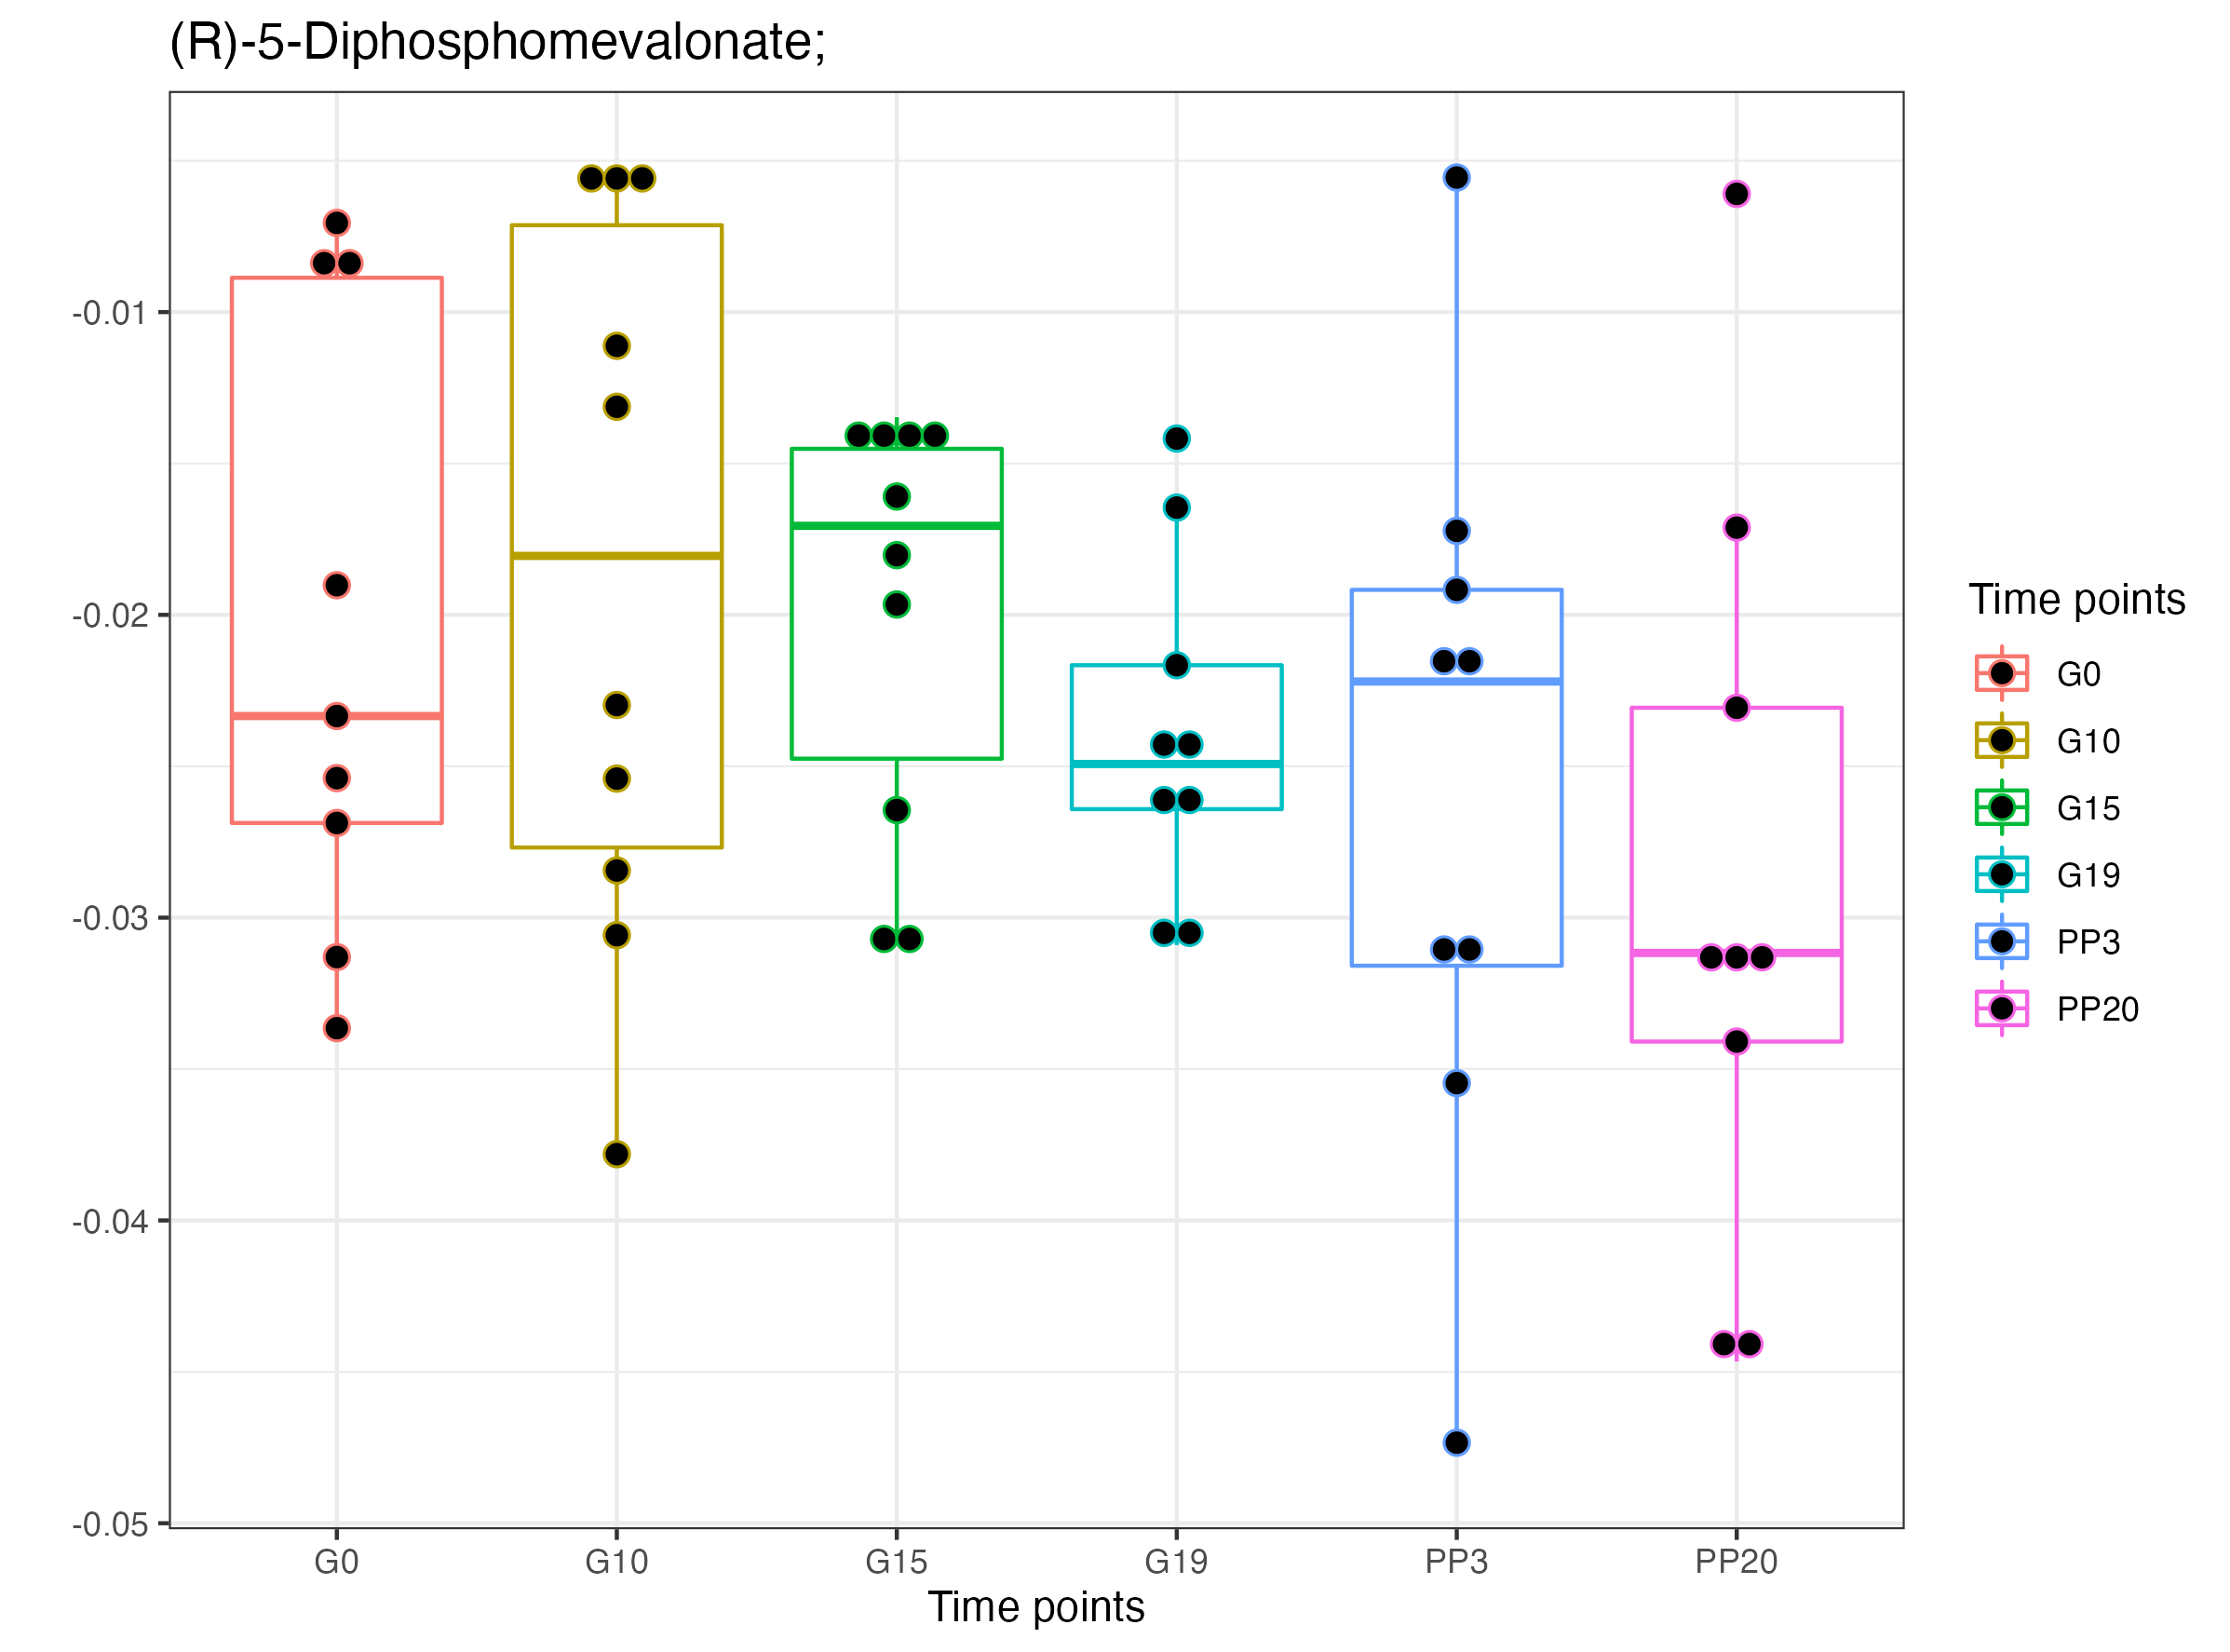 (R)-5-Diphosphomevalonate;
-0.01
-0.02
-0.03
-0.04
-0.05
G0 G10 G15 G19 PP3 PP20
Time points
Time points
G0
G10
G15
G19
PP3
PP20